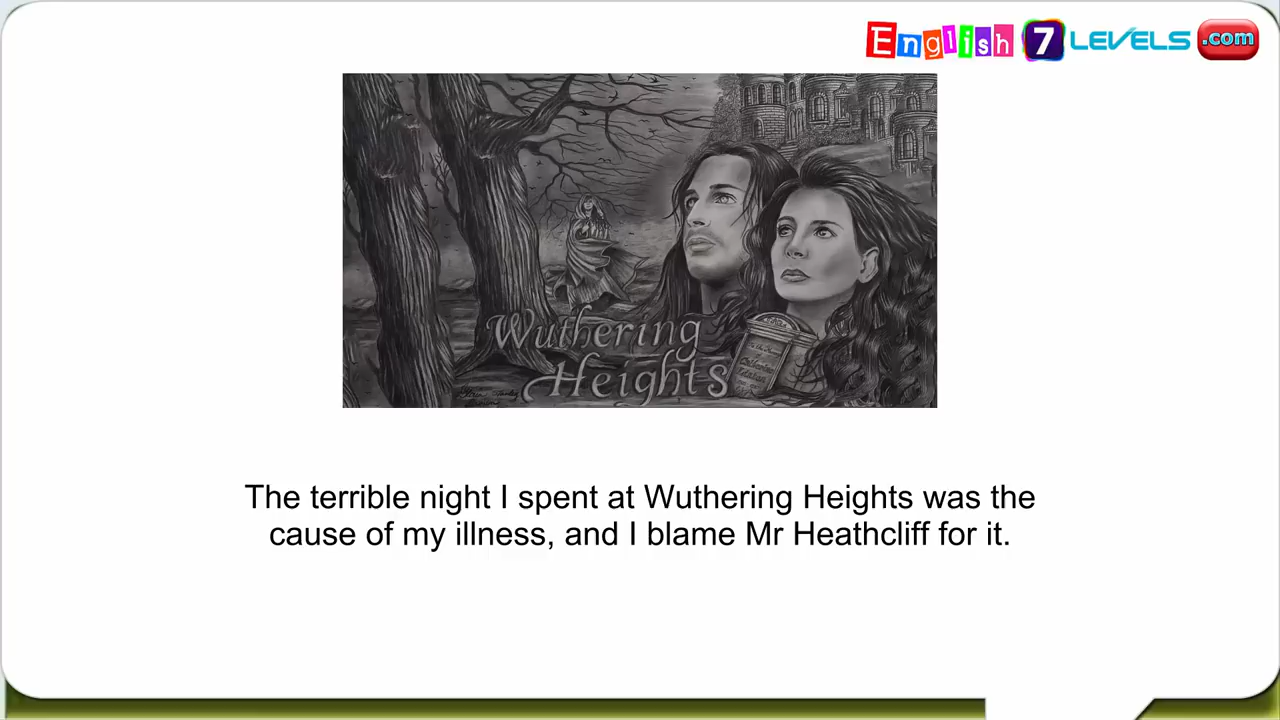 English 7 LEVELS .com
Wuthering
Heights
The terrible night I spent at Wuthering Heights was the
cause of my illness, and I blame Mr Heathcliff for it.